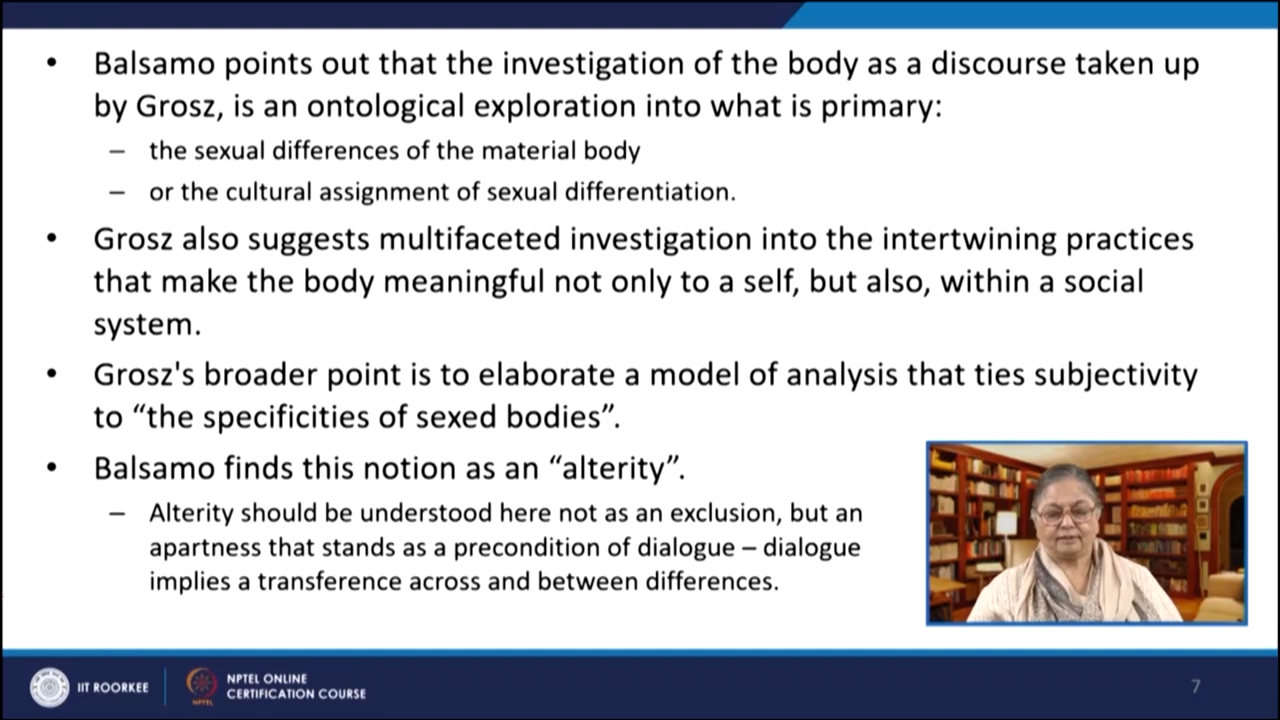 • Balsamo points out that the investigation of the body as a discourse taken up
by Grosz, is an ontological exploration into what is primary:
– the sexual differences of the material body
– or the cultural assignment of sexual differentiation.
• Grosz also suggests multifaceted investigation into the intertwining practices
that make the body meaningful not only to a self, but also, within a social
system.
• Grosz's broader point is to elaborate a model of analysis that ties subjectivity
to “the specificities of sexed bodies”.
• Balsamo finds this notion as an “alterity”.
– Alterity should be understood here not as an exclusion, but an
apartness that stands as a precondition of dialogue – dialogue
implies a transference across and between differences.
IIT ROORKEE
NPTEL
NPTEL ONLINE
CERTIFICATION COURSE
7